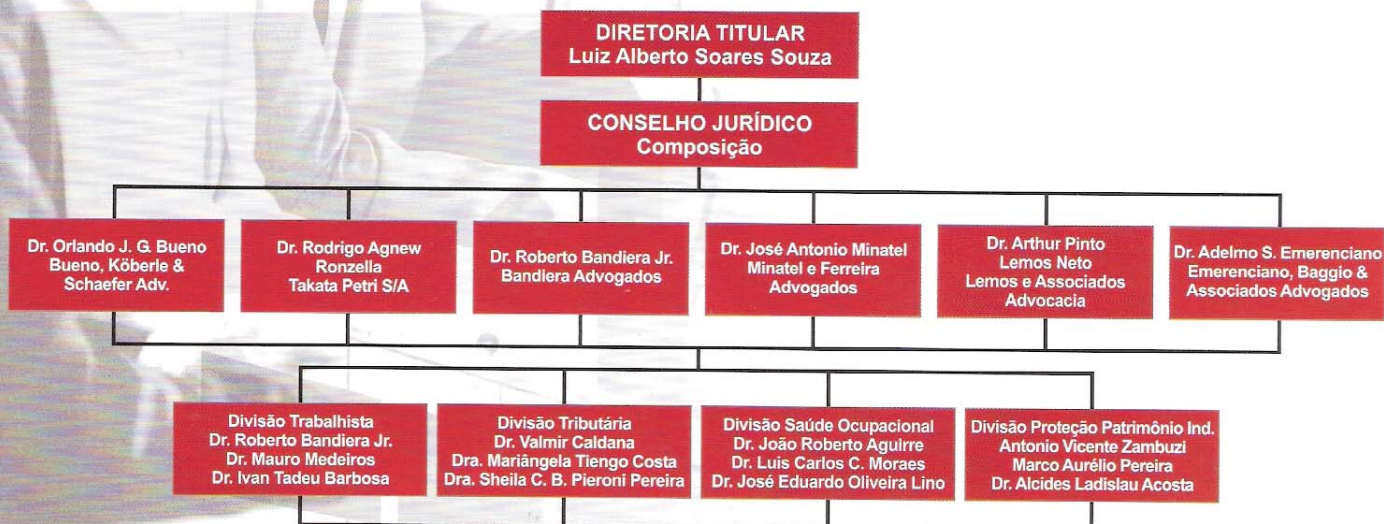 DIRETORIA TITULAR
Luiz Alberto Soares Souza
CONSELHO JURÍDICO
Composição
Dr. Orlando J. G. Bueno
Bueno, Köberle &
Schaefer Adv.
Dr. Rodrigo Agnew
Ronzella
Takata Petri S/A
Dr. Roberto Bandiera Jr.
Bandiera Advogados
Dr. José Antonio Minatel
Minatel e Ferreira
Advogados
Dr. Arthur Pinto
Lemos Neto
Lemos e Associados
Advocacia
Dr. Adelmo S. Emerenciano
Emerenciano, Baggio &
Associados Advogados
Divisão Trabalhista
Dr. Roberto Bandiera Jr.
Dr. Mauro Medeiros
Dr. Ivan Tadeu Barbosa
Divisão Tributária
Dr. Valmir Caldana
Dra. Mariângela Tiengo Costa
Dra. Sheila C. B. Pieroni Pereira
Divisão Saúde Ocupacional
Dr. João Roberto Aguirre
Dr. Luis Carlos C. Moraes
Dr. José Eduardo Oliveira Lino
Divisão Proteção Patrimônio Ind.
Antonio Vicente Zambuzi
Marco Aurélio Pereira
Dr. Alcides Ladislau Acosta